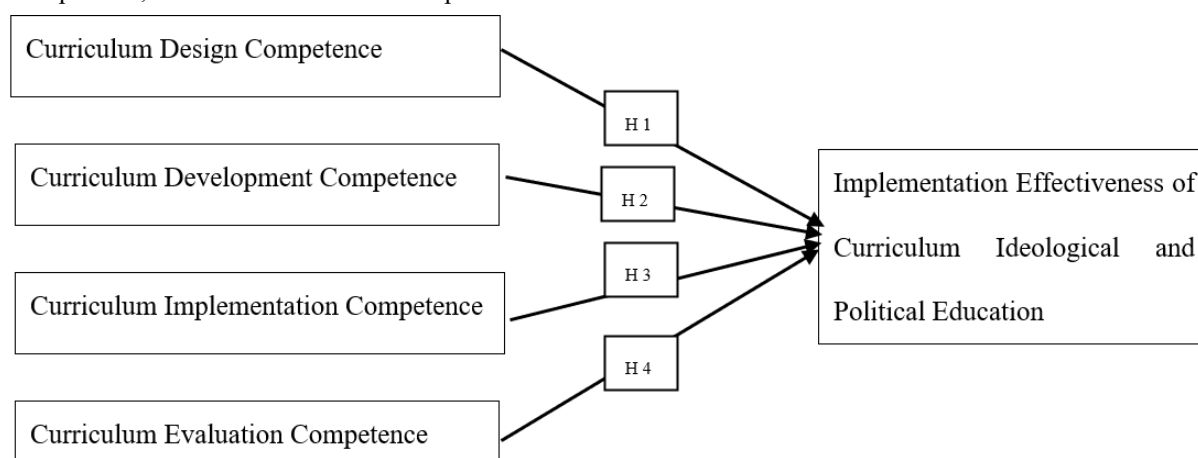 Curriculum Design Competence
H 1
Curriculum Development Competence
H 2
Implementation Effectiveness of
Curriculum Ideological and
Political Education
H 3
Curriculum Implementation Competence
H 4
Curriculum Evaluation Competence